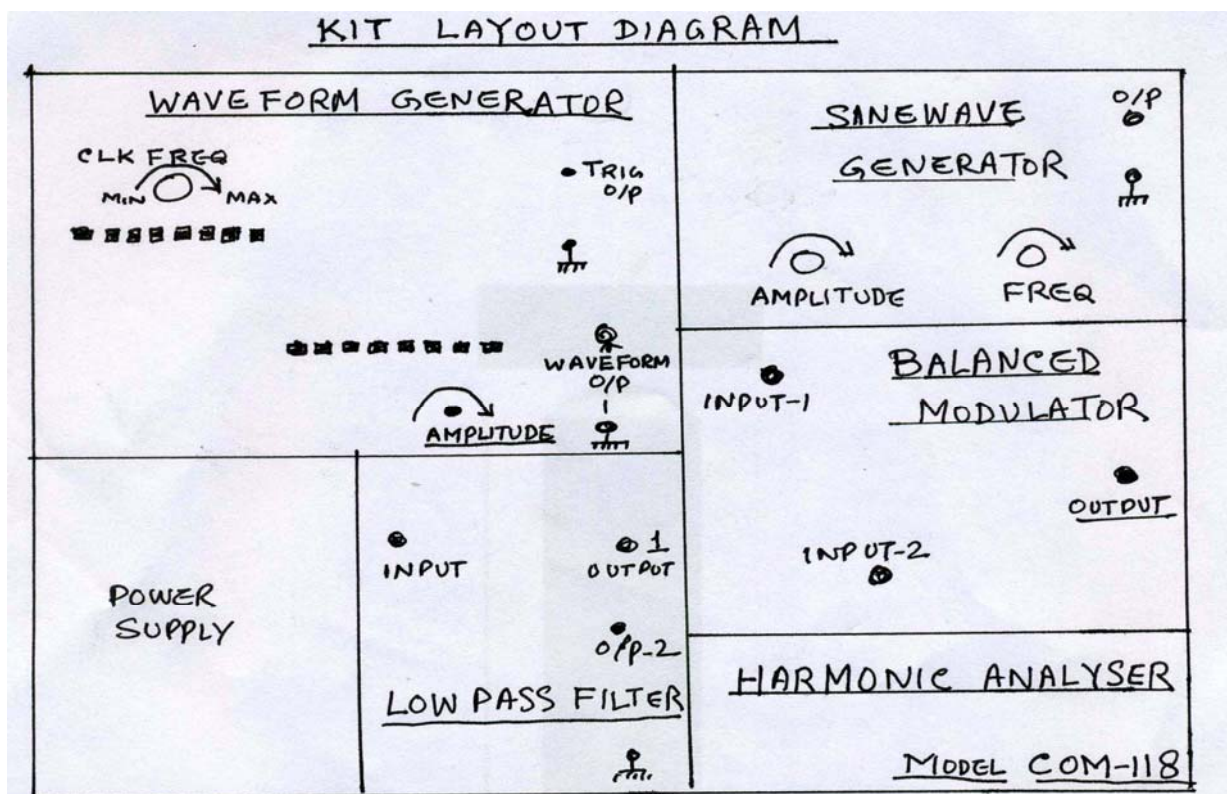 KIT LAYOUT DIAGRAM
WAVEFORM GENERATOR
CLK FREQ
MIN MAX
TRIG
O/P
WAVEFORM
O/P
AMPLITUDE
SINEWAVE
GENERATOR
O/P
AMPLITUDE
FREQ
BALANCED
MODULATOR
INPUT-1
OUTPUT
INPUT-2
POWER
SUPPLY
INPUT
1
OUTPUT
O/P-2
LOW PASS FILTER
HARMONIC ANALYSER
MODEL COM-118